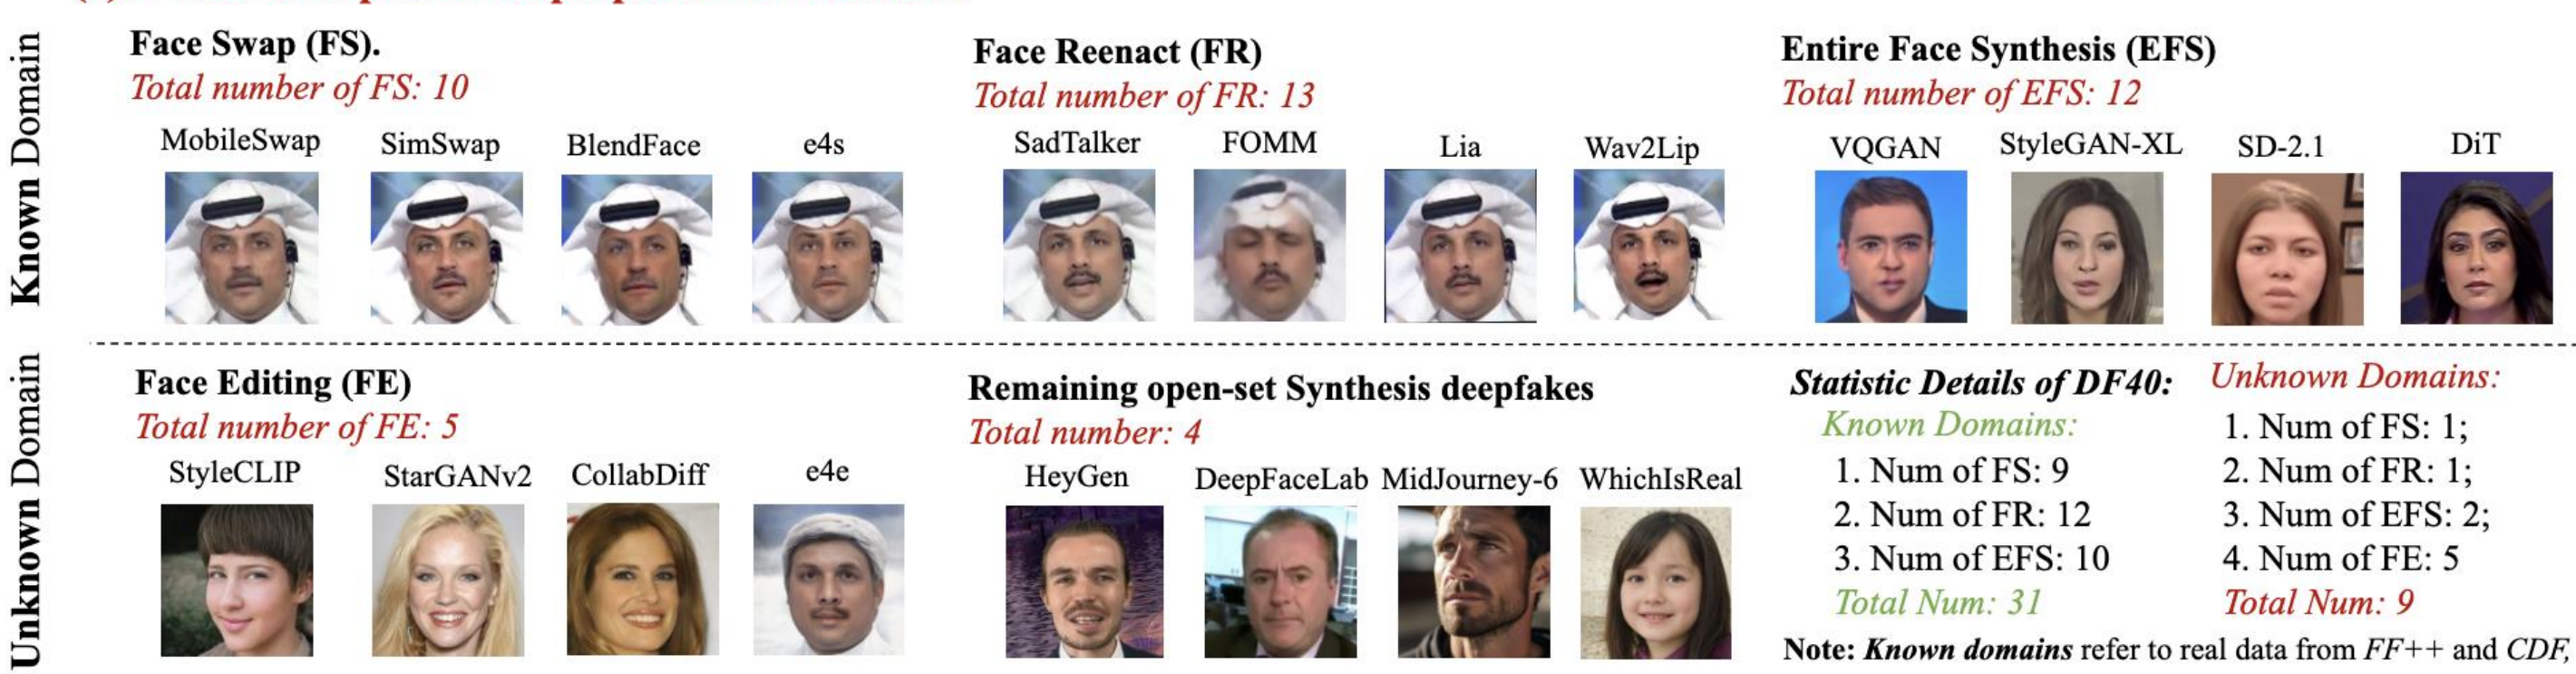 Known Domain
Face Swap (FS).
Total number of FS: 10
MobileSwap SimSwap BlendFace e4s
Face Reenact (FR)
Total number of FR: 13
SadTalker FOMM Lia Wav2Lip
Entire Face Synthesis (EFS)
Total number of EFS: 12
VQGAN StyleGAN-XL SD-2.1 DiT
Unknown Domain
Face Editing (FE)
Total number of FE: 5
StyleCLIP StarGANv2 CollabDiff e4e
Remaining open-set Synthesis deepfakes
Total number: 4
HeyGen DeepFaceLab MidJourney-6 WhichIsReal
Statistic Details of DF40:
Known Domains:
1. Num of FS: 9
2. Num of FR: 12
3. Num of EFS: 10
Total Num: 31
Unknown Domains:
1. Num of FS: 1;
2. Num of FR: 1;
3. Num of EFS: 2;
4. Num of FE: 5
Total Num: 9
Note: Known domains refer to real data from FF++ and CDF,